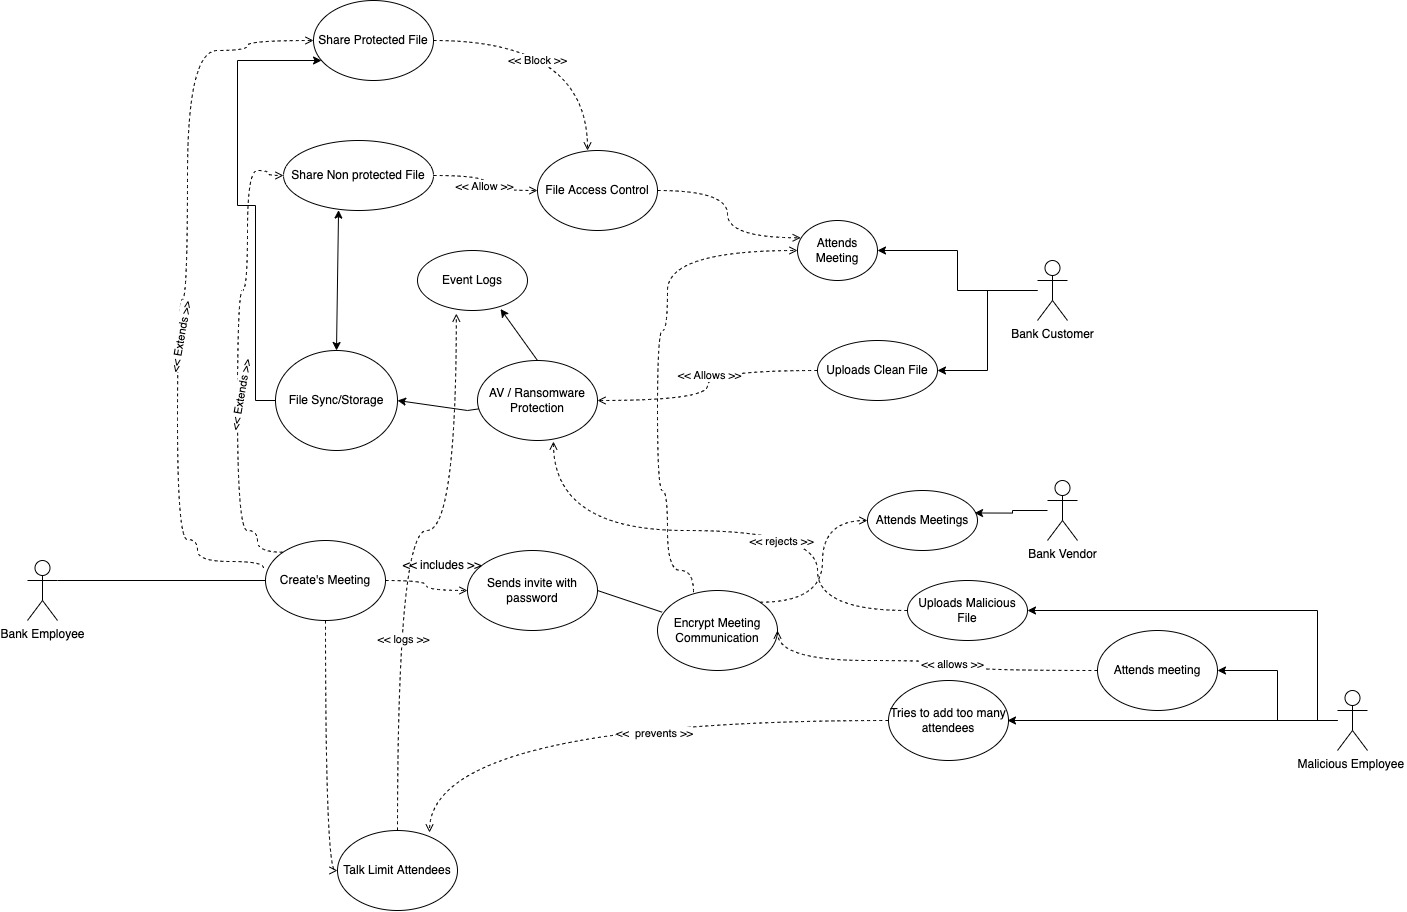 Share Protected File
<< Block >>
Share Non protected File
<< Allow >>
File Access Control
Attends
Meeting
Event Logs
Bank Customer
<< Extends >>
<< Extends >>
File Sync/Storage
AV / Ransomware
Protection
<< Allows >>
Uploads Clean File
Attends Meetings
<< rejects >>
Bank Vendor
Create's Meeting
<< includes >>
Sends invite with
password
Bank Employee
<< logs >>
Encrypt Meeting
Communication
Uploads Malicious
File
<< allows >>
Attends meeting
Tries to add too many
attendees
<< prevents >>
Malicious Employee
Talk Limit Attendees